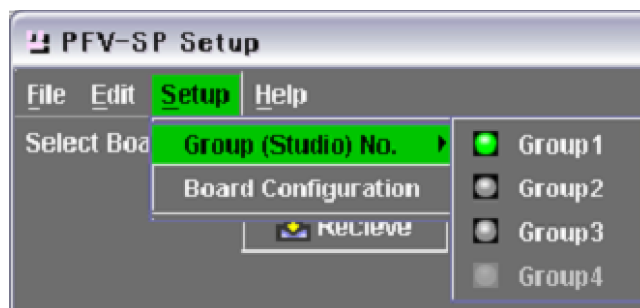 PFV-SP Setup
File Edit Setup Help
Select Boa
Group (Studio) No.
Board Configuration
Recieve
Group1
Group2
Group3
Group4